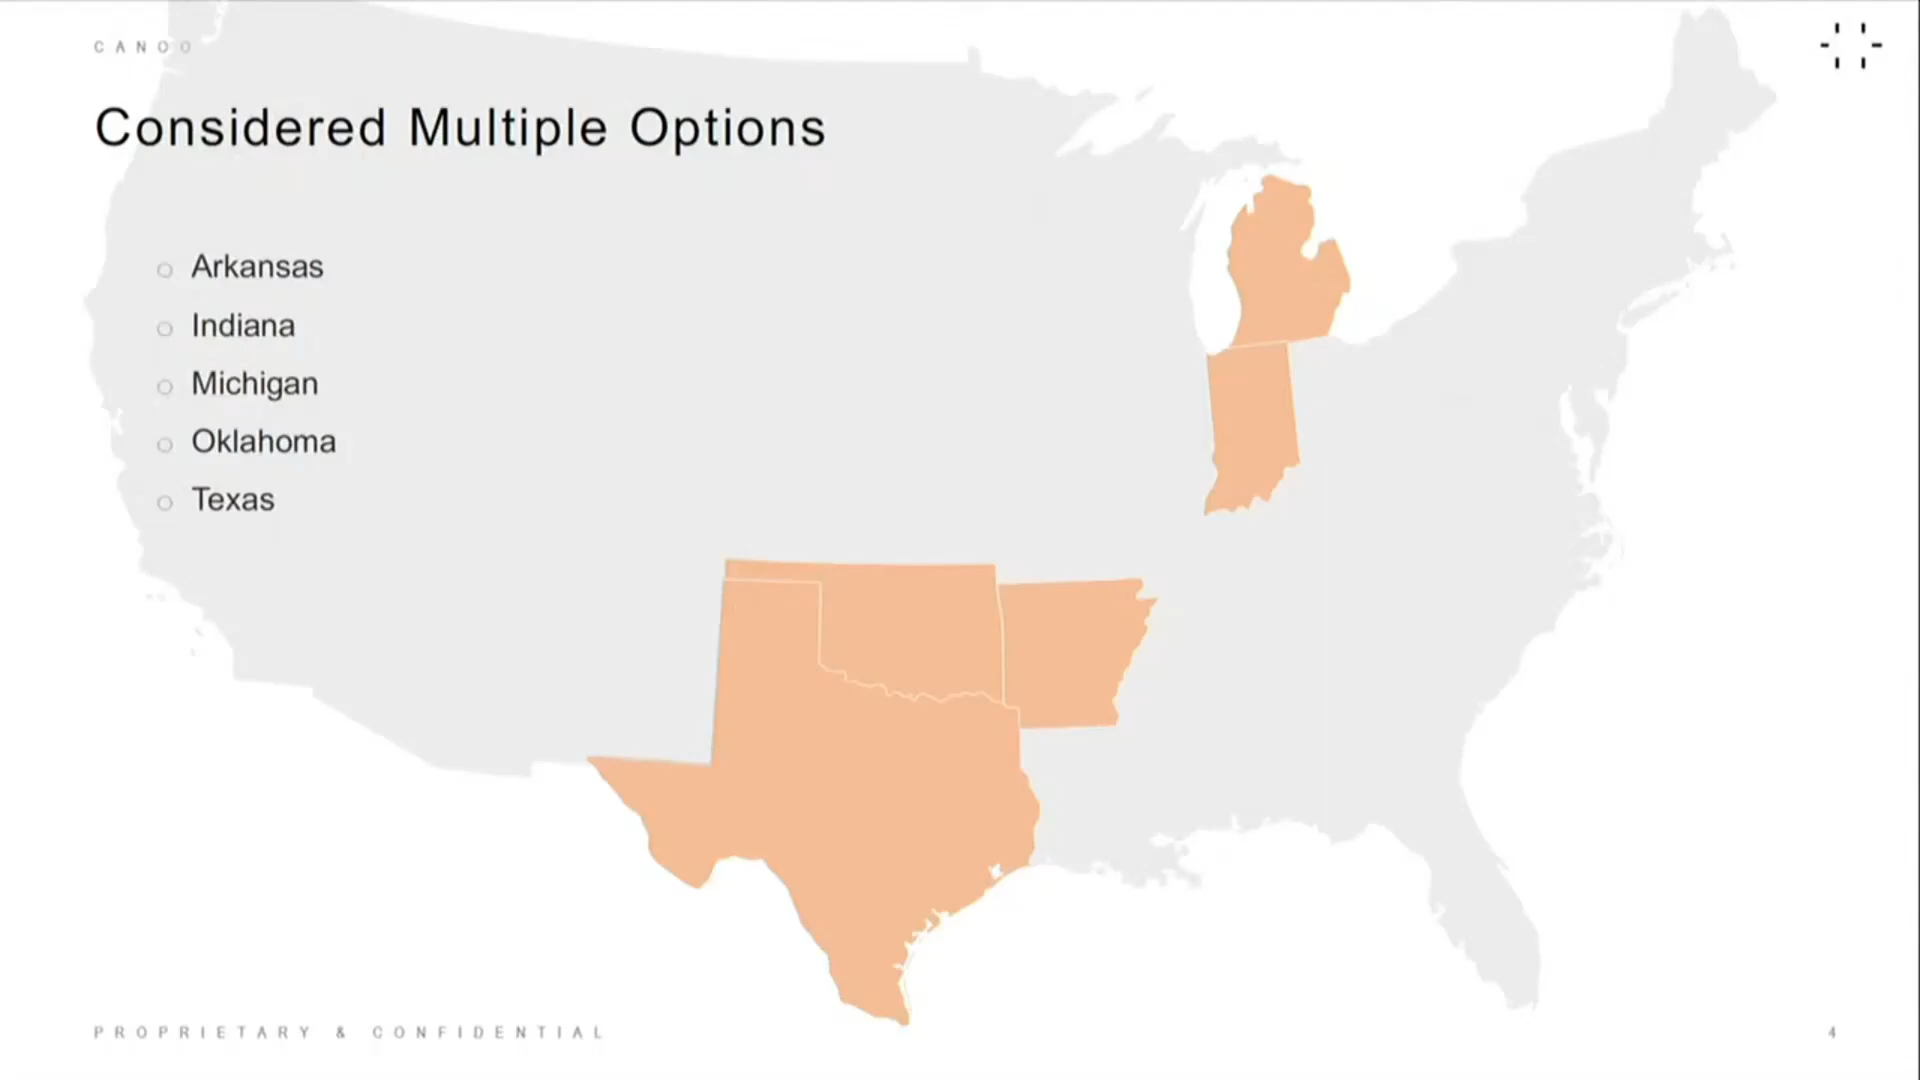 CANOO
Considered Multiple Options
Arkansas
Indiana
Michigan
Oklahoma
Texas
PROPRIETARY & CONFIDENTIAL
4